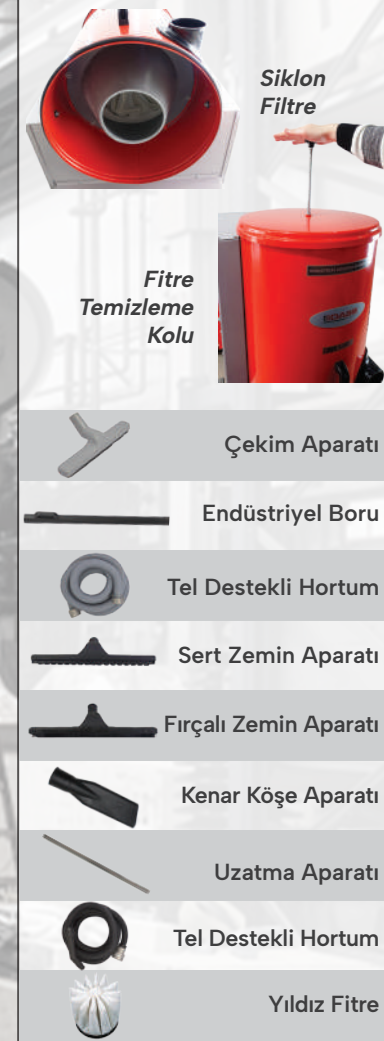 Siklon
Filtre
Fitre
Temizleme
Kolu
Çekim Aparatı
Endüstriyel Boru
Tel Destekli Hortum
Sert Zemin Aparatı
Fırçalı Zemin Aparatı
Kenar Köşe Aparatı
Uzatma Aparatı
Tel Destekli Hortum
Yıldız Fitre